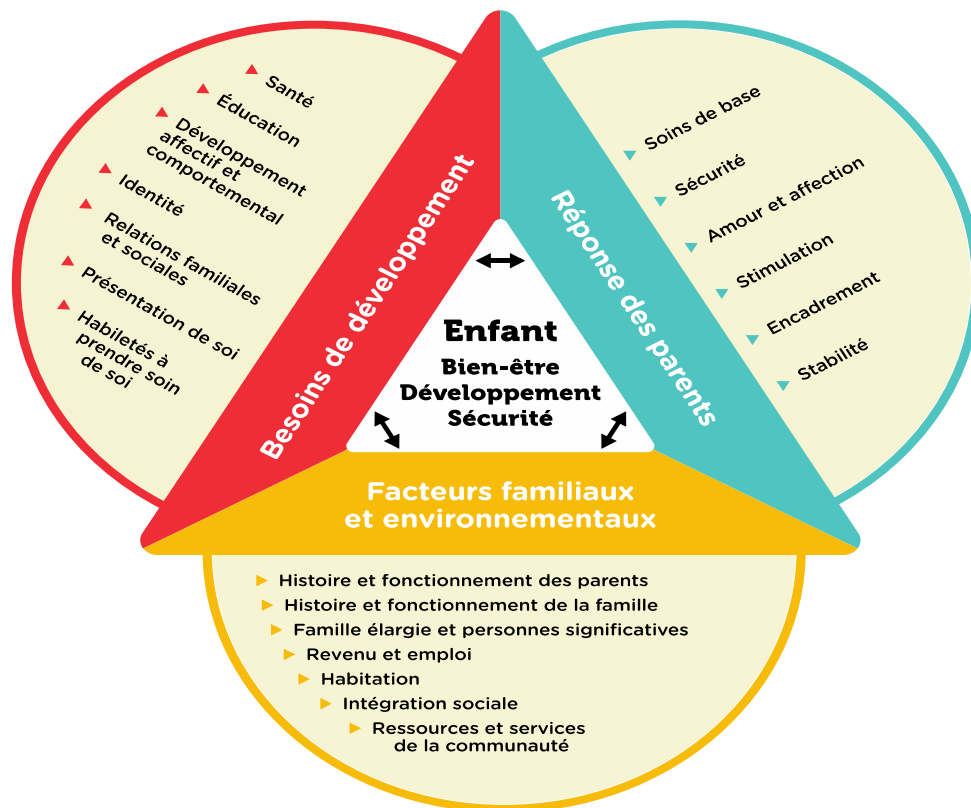 Santé
Éducation
Développement
affectif et
comportemental
Identité
Relations familiales
et sociales
Présentation de soi
Habiletés à
prendre soin
de soi
Besoins de développement
Réponse des parents
Soins de base
Sécurité
Amour et affection
Stimulation
Encadrement
Stabilité
Enfant
Bien-être
Développement
Sécurité
Facteurs familiaux
et environnementaux
Histoire et fonctionnement des parents
Histoire et fonctionnement de la famille
Famille élargie et personnes significatives
Revenu et emploi
Habitation
Intégration sociale
Ressources et services
de la communauté